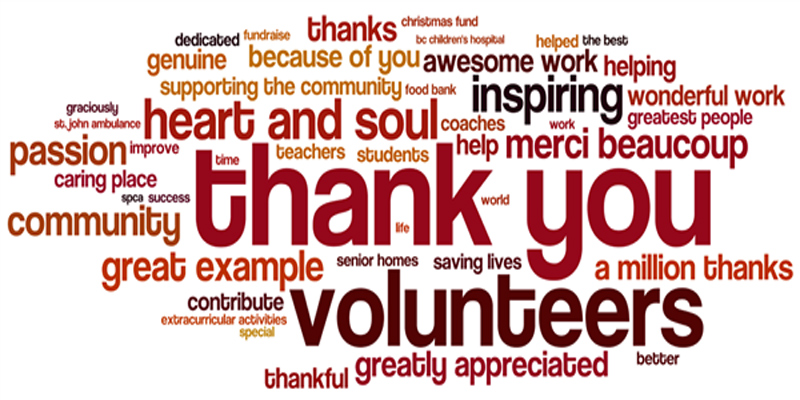 thanks
christmas fund
dedicated
fundraise
bc children's hospital
helped
the best
genuine
because of you
awesome work
helping
supporting the community
food bank
inspiring
wonderful work
graciously
st. john ambulance
heart and soul
coaches
work
greatest people
passion
improve
time
teachers
students
help
merci beaucoup
caring place
thank you
spca
success
world
community
life
great example
senior homes
saving lives
a million thanks
contribute
volunteers
extracurricular activities
special
better
thankful
greatly appreciated